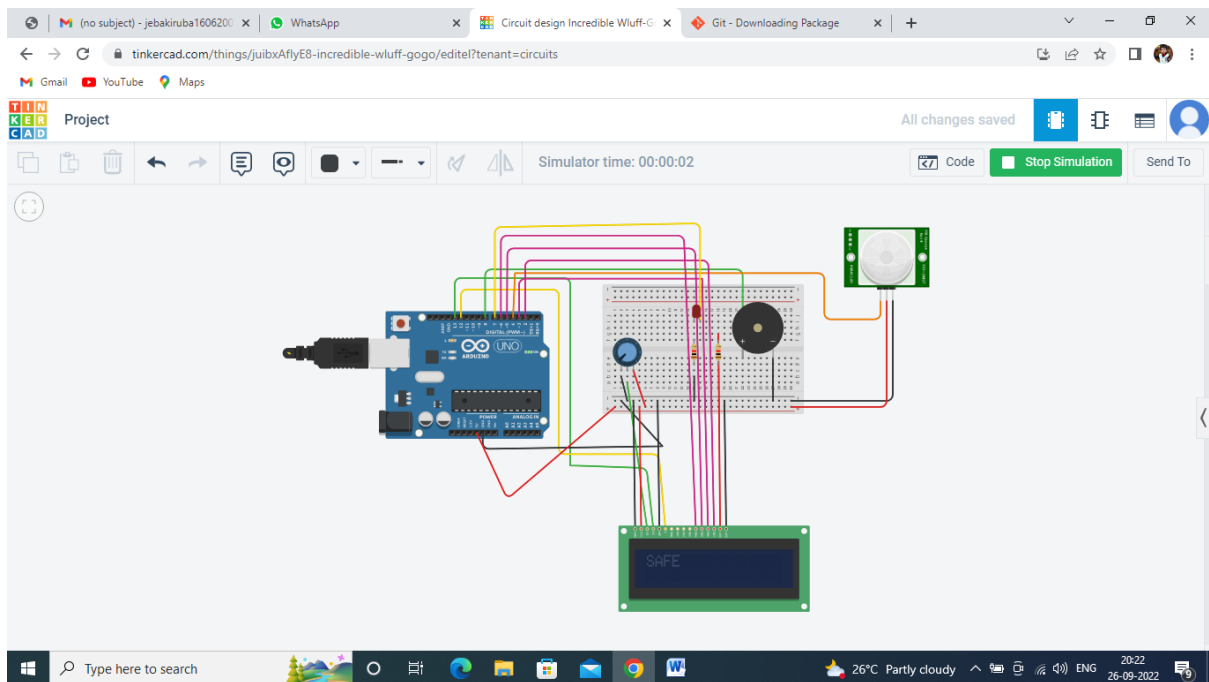 (no subject) - jebakiruba1606200
WhatsApp
Circuit design Incredible Wluff-G
Git - Downloading Package
tinkercad.com/things/juibxAflyE8-incredible-wluff-gogo/editel?tenant=circuits
Gmail
YouTube
Maps
TIN
KER
CAD
Project
All changes saved
Simulator time: 00:00:02
Code
Stop Simulation
Send To
DIGITAL (PWM~)
UNO
ARDUINO
POWER
ANALOG IN
SAFE
Type here to search
W
26°C Partly cloudy
ENG
20:22
26-09-2022
9